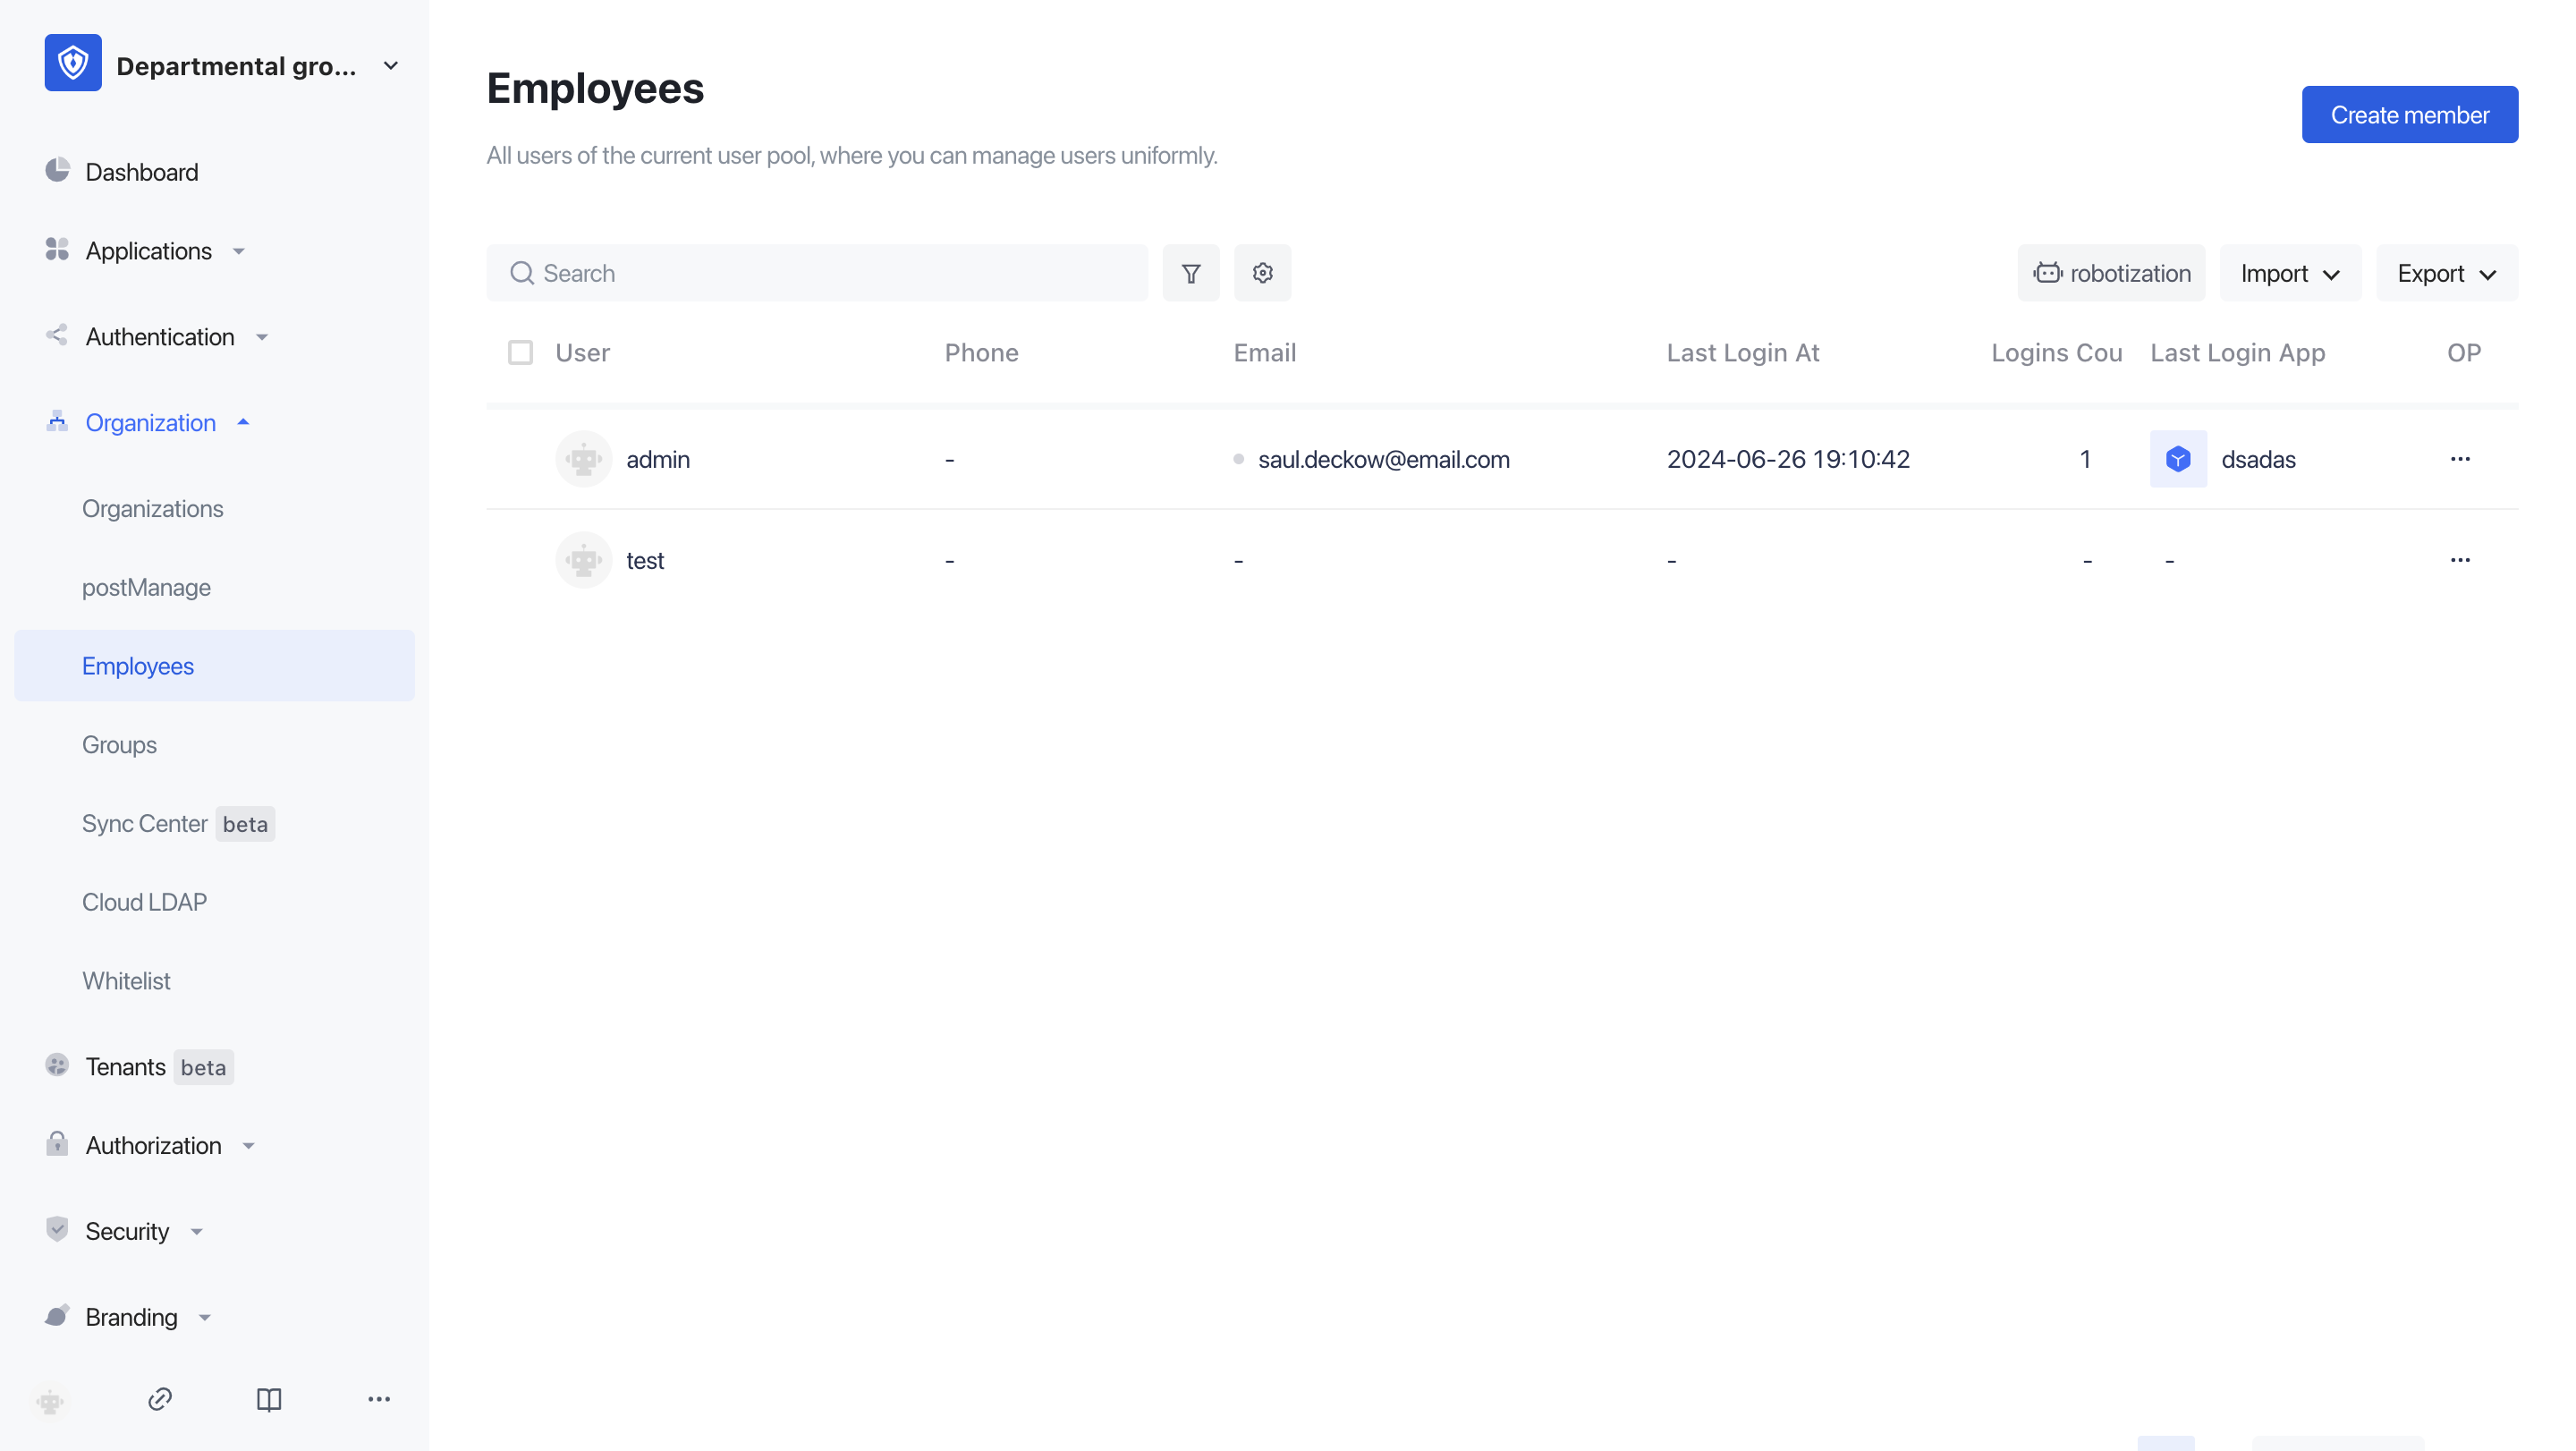 Departmental gro...
Dashboard
Applications
Authentication
Organization
Organizations
postManage
Employees
Groups
Sync Center beta
Cloud LDAP
Whitelist
Tenants beta
Authorization
Security
Branding
Employees
All users of the current user pool, where you can manage users uniformly.
Create member
Search
robotization Import Export
User Phone Email Last Login At Logins Cou Last Login App OP
admin - saul.deckow@email.com 2024-06-26 19:10:42 1 dsadas ...
test - - - - - ...